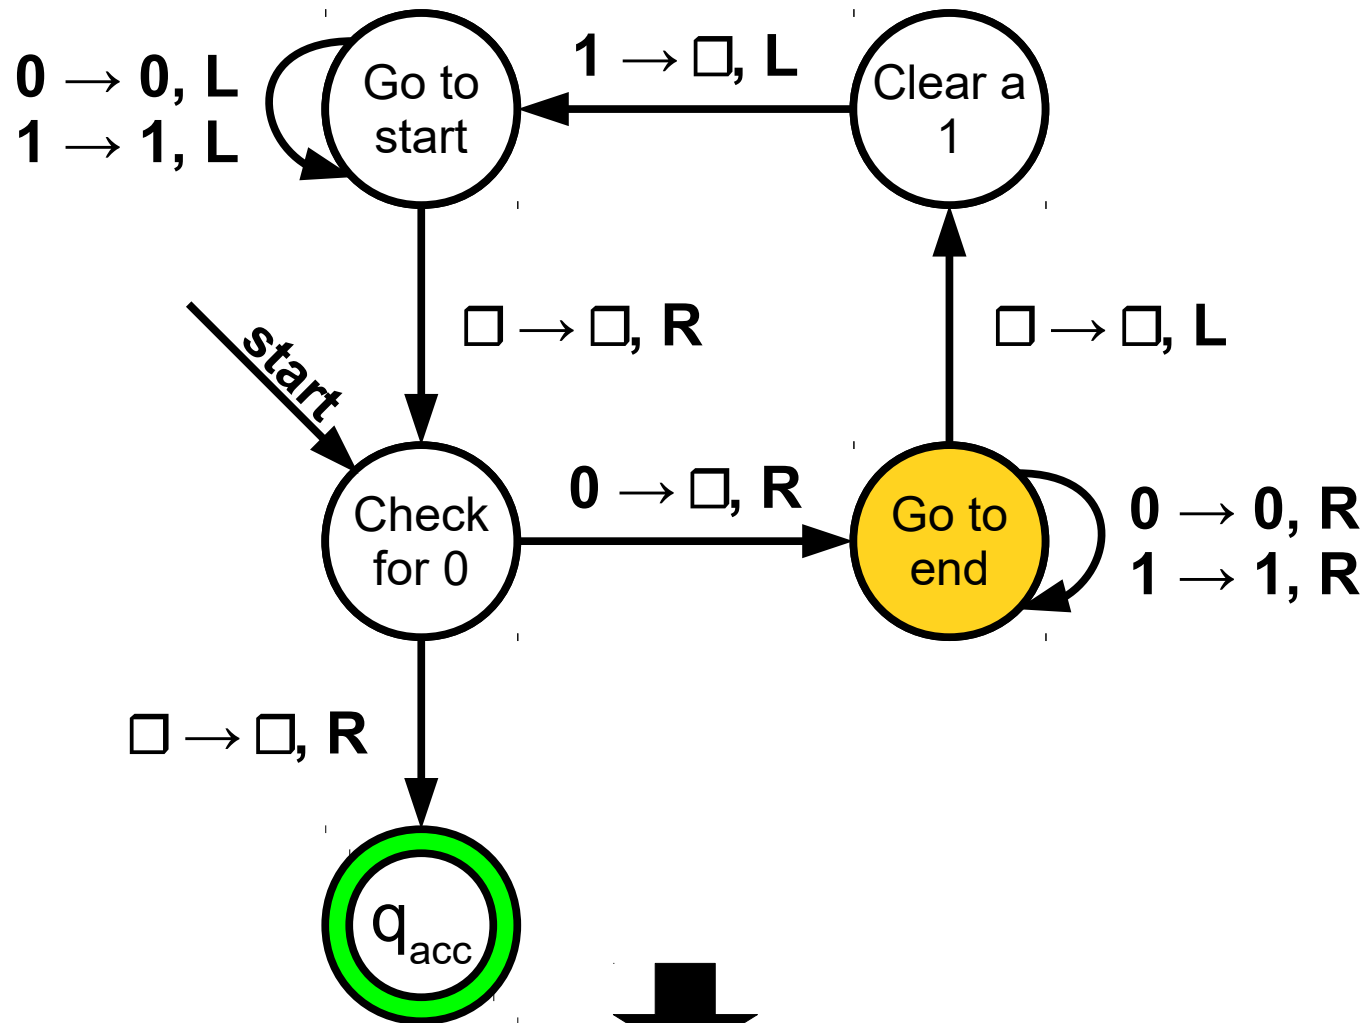 0 → 0, L
1 → 1, L
Go to
start
1 → □, L
Clear a
1
□ → □, R
□ → □, L
start
Check
for 0
0 → □, R
Go to
end
0 → 0, R
1 → 1, R
□ → □, R
qacc